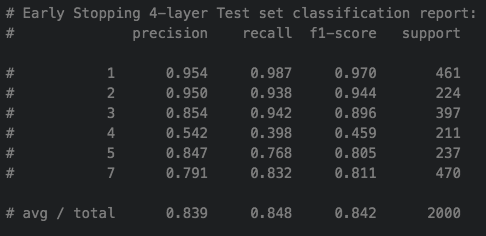 # Early Stopping 4-layer Test set classification report:
#             precision    recall  f1-score   support
#          1      0.954     0.987     0.970       461
#          2      0.950     0.938     0.944       224
#          3      0.854     0.942     0.896       397
#          4      0.542     0.398     0.459       211
#          5      0.847     0.768     0.805       237
#          7      0.791     0.832     0.811       470
# avg / total      0.839     0.848     0.842      2000